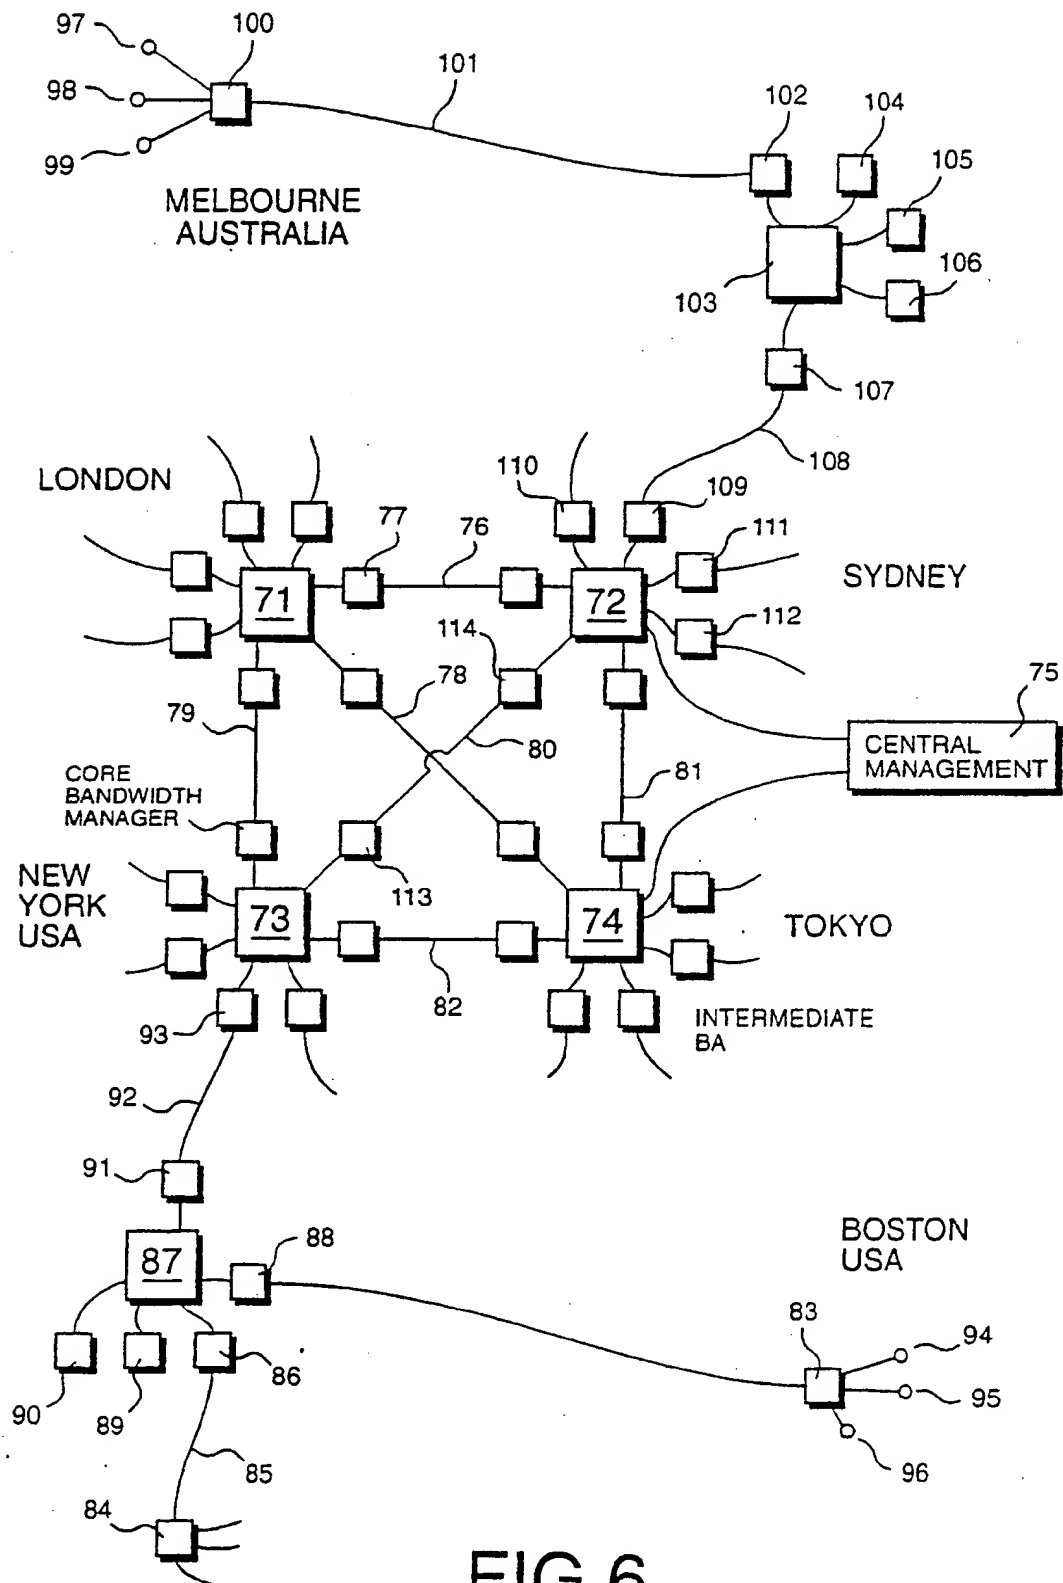 97
100
98
101
99
102
104
105
MELBOURNE
AUSTRALIA
103
106
107
108
LONDON
110
109
77
76
111
SYDNEY
71
72
114
112
78
75
79
80
CENTRAL
MANAGEMENT
CORE
BANDWIDTH
MANAGER
81
113
NEW
YORK
USA
73
74
TOKYO
82
93
INTERMEDIATE
BA
92
91
BOSTON
USA
87
88
83
94
95
96
90
89
86
85
84
FIG 6